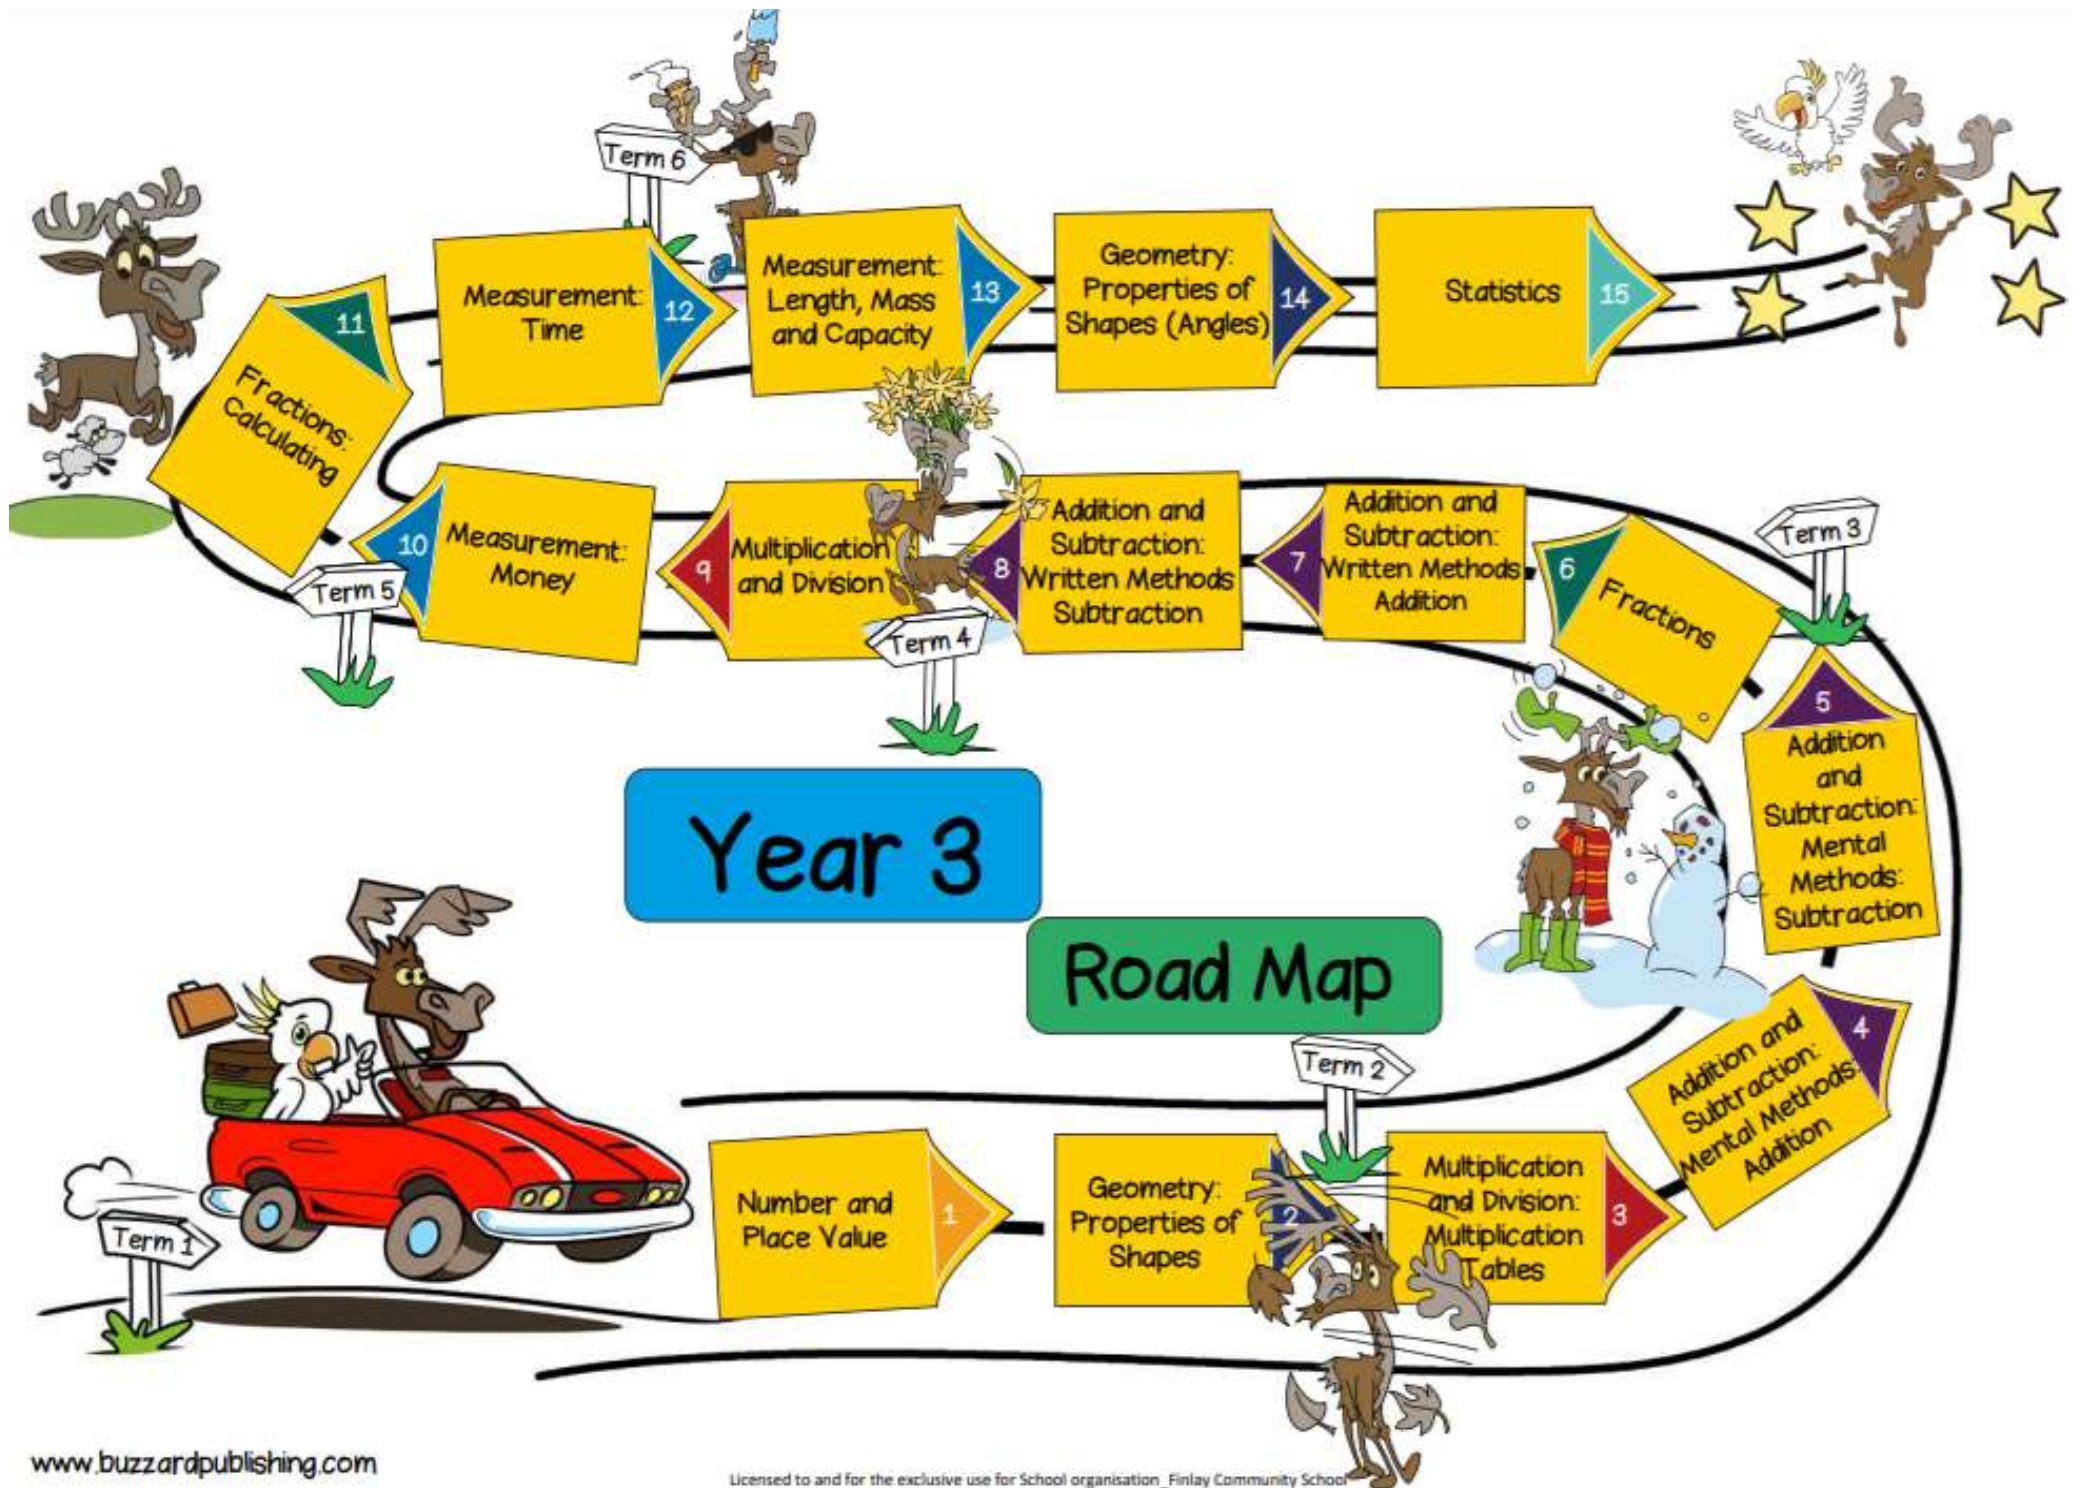 Term 6
Measurement:
Time
12
Measurement:
Length, Mass
and Capacity
13
Geometry:
Properties of
Shapes (Angles)
14
Statistics
15
11
Fractions:
Calculating
10
Measurement:
Money
Term 5
9
Multiplication
and Division
Term 4
8
Addition and
Subtraction:
Written Methods
Subtraction
7
Addition and
Subtraction:
Written Methods
Addition
6
Fractions
Term 3
5
Addition
and
Subtraction:
Mental
Methods:
Subtraction
Year 3
Road Map
4
Addition and
Subtraction:
Mental Methods:
Addition
Term 2
Term 1
Number and
Place Value
1
Geometry:
Properties of
Shapes
2
Multiplication
and Division:
Multiplication
Tables
3
www.buzzardpublishing.com
Licensed to and for the exclusive use for School organisation_Finlay Community School